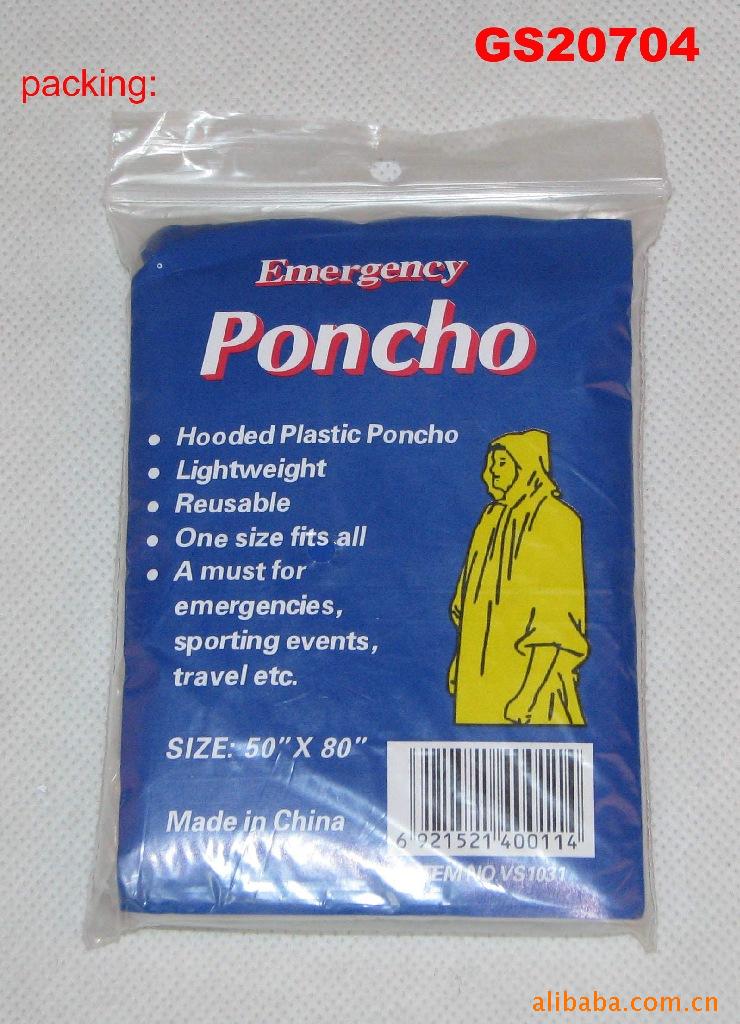 GS20704
packing:
Emergency
Poncho
• Hooded Plastic Poncho
• Lightweight
• Reusable
• One size fits all
• A must for
emergencies,
sporting events,
travel etc.
SIZE: 50" X 80"
Made in China
6 921521 400114
ITEM NO VS1031
alibaba.com.cn